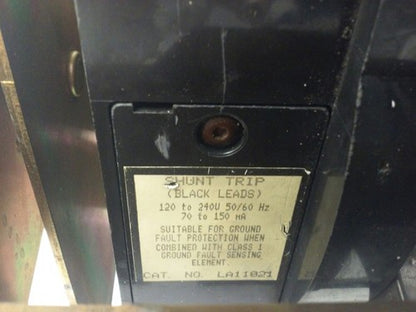 SHUNT TRIP
(BLACK LEADS)
120 to 240V 50/60 Hz
70 to 150 mA
SUITABLE FOR GROUND
FAULT PROTECTION WHEN
COMBINED WITH CLASS 1
GROUND FAULT SENSING
ELEMENT.
CAT. NO. LA11021